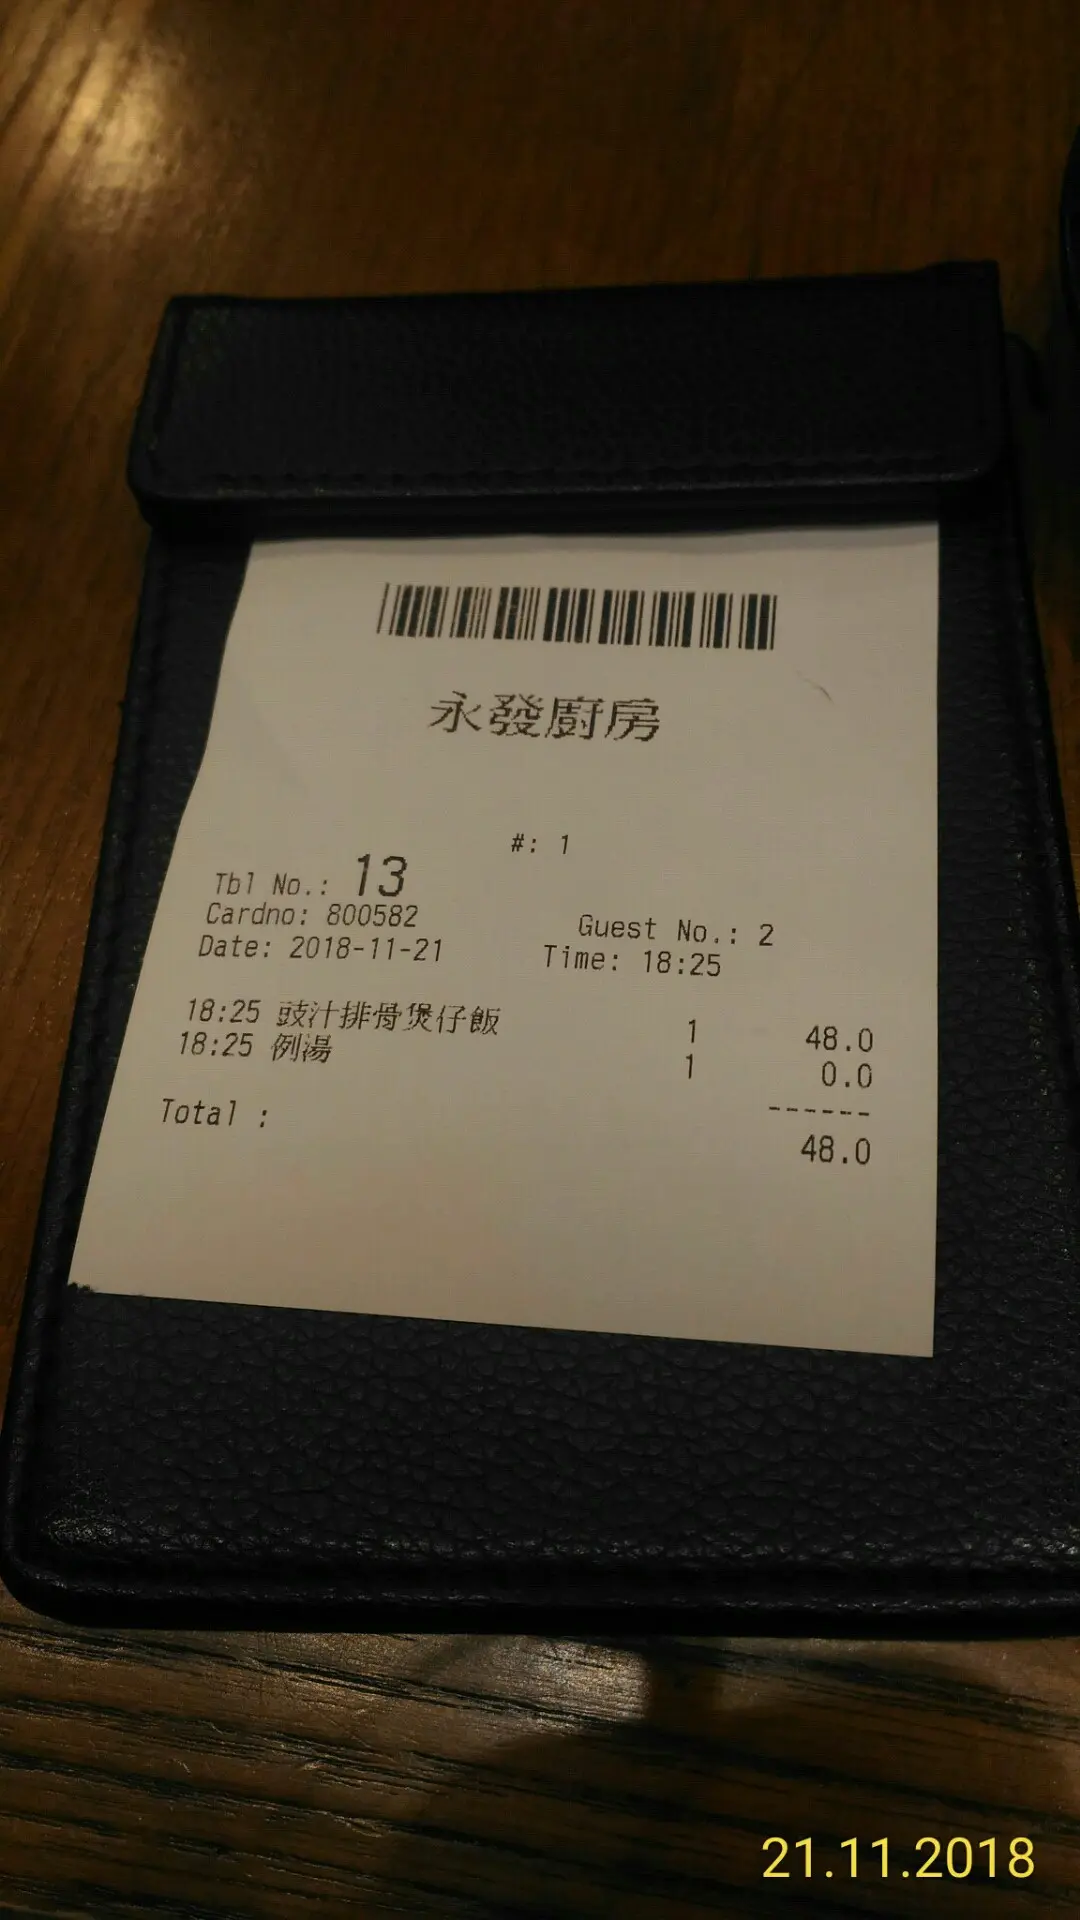 永發廚房
#: 1
Tbl No.: 13
Cardno: 800582 Guest No.: 2
Date: 2018-11-21 Time: 18:25
18:25 豉汁排骨煲仔飯 1 48.0
18:25 例湯 1 0.0
------
Total : 48.0
21.11.2018